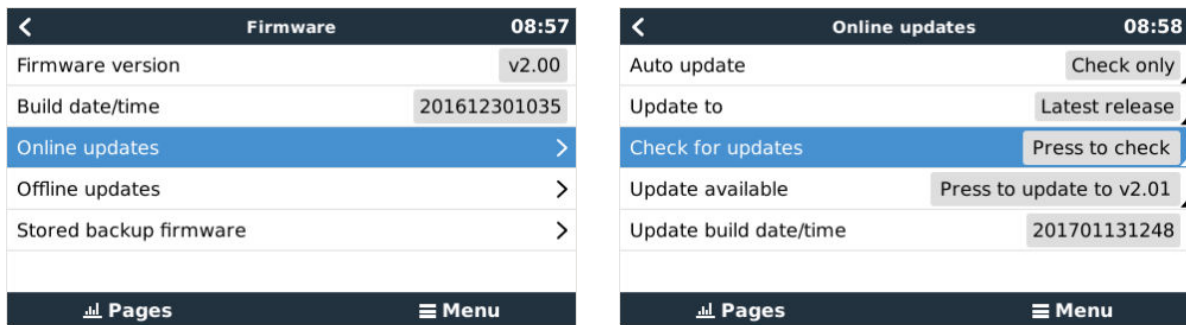 Firmware 08:57
Firmware version v2.00
Build date/time 201612301035
Online updates
Offline updates
Stored backup firmware
Pages Menu
Online updates 08:58
Auto update Check only
Update to Latest release
Check for updates Press to check
Update available Press to update to v2.01
Update build date/time 201701131248
Pages Menu